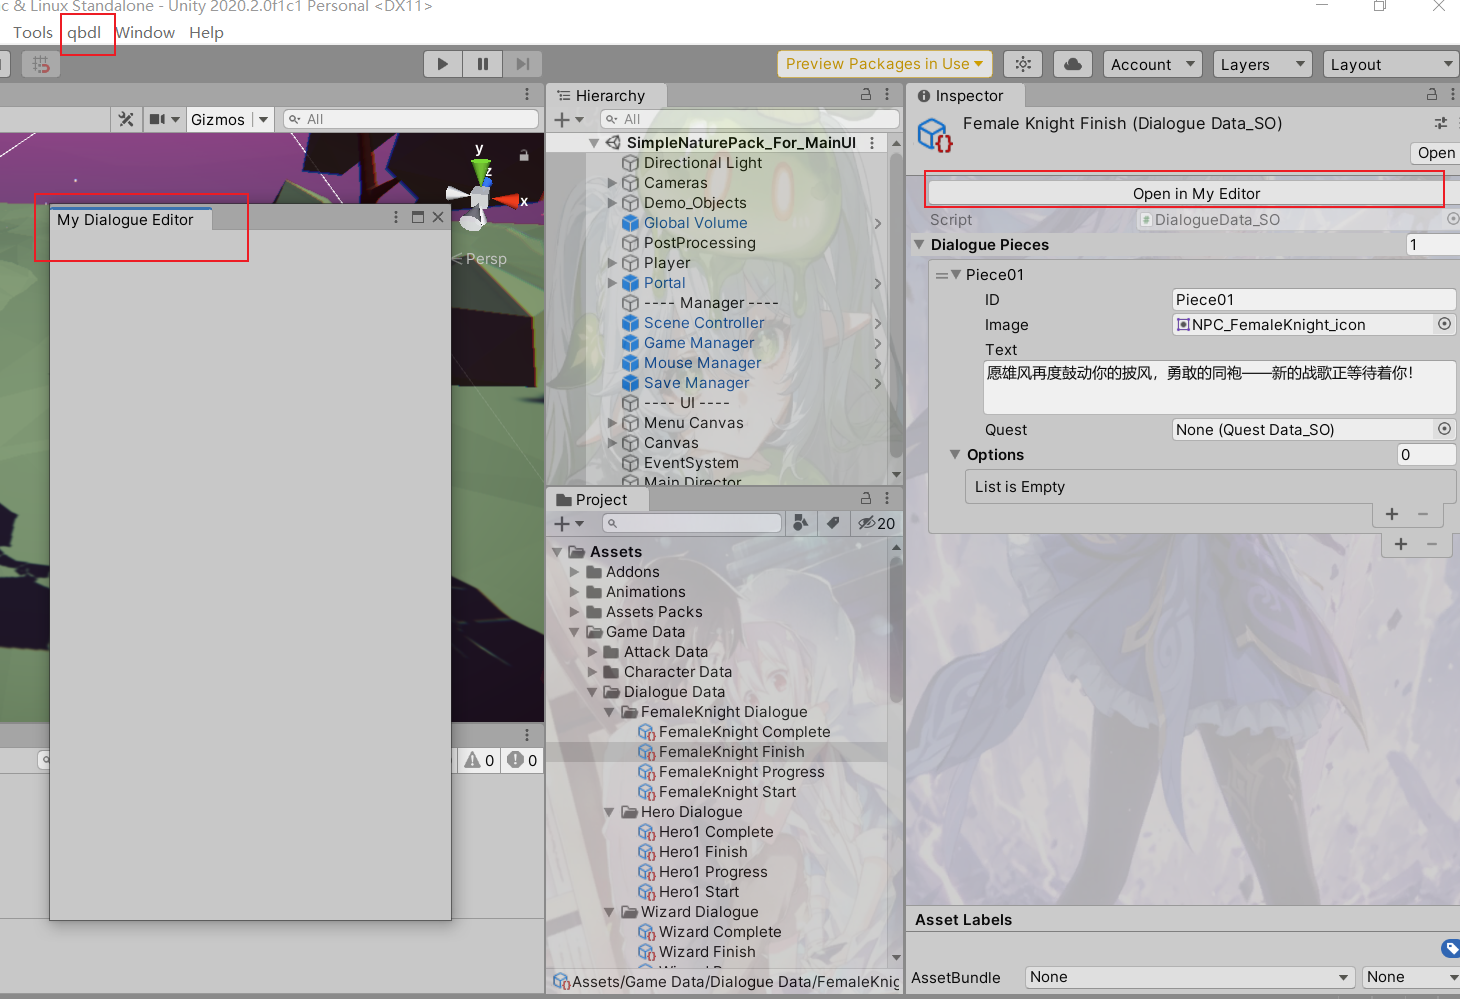 c & Linux Standalone - Unity 2020.2.0f1c1 Personal <DX11>
Tools qbdl Window Help
Preview Packages in Use
Account
Layers
Layout
Gizmos
All
y
z
x
Persp
My Dialogue Editor
0
0
Hierarchy
All
SimpleNaturePack_For_MainUI
Directional Light
Cameras
Demo_Objects
Global Volume
PostProcessing
Player
Portal
---- Manager ----
Scene Controller
Game Manager
Mouse Manager
Save Manager
---- UI ----
Menu Canvas
Canvas
EventSystem
Main Director
Project
20
Assets
Addons
Animations
Assets Packs
Game Data
Attack Data
Character Data
Dialogue Data
FemaleKnight Dialogue
FemaleKnight Complete
FemaleKnight Finish
FemaleKnight Progress
FemaleKnight Start
Hero Dialogue
Hero1 Complete
Hero1 Finish
Hero1 Progress
Hero1 Start
Wizard Dialogue
Wizard Complete
Wizard Finish
Assets/Game Data/Dialogue Data/FemaleKnig
Inspector
Female Knight Finish (Dialogue Data_SO)
Open
Open in My Editor
Script DialogueData_SO
Dialogue Pieces 1
Piece01
ID Piece01
Image NPC_FemaleKnight_icon
Text
愿雄风再度鼓动你的披风，勇敢的同袍——新的战歌正等待着你！
Quest None (Quest Data_SO)
Options 0
List is Empty
Asset Labels
AssetBundle None None